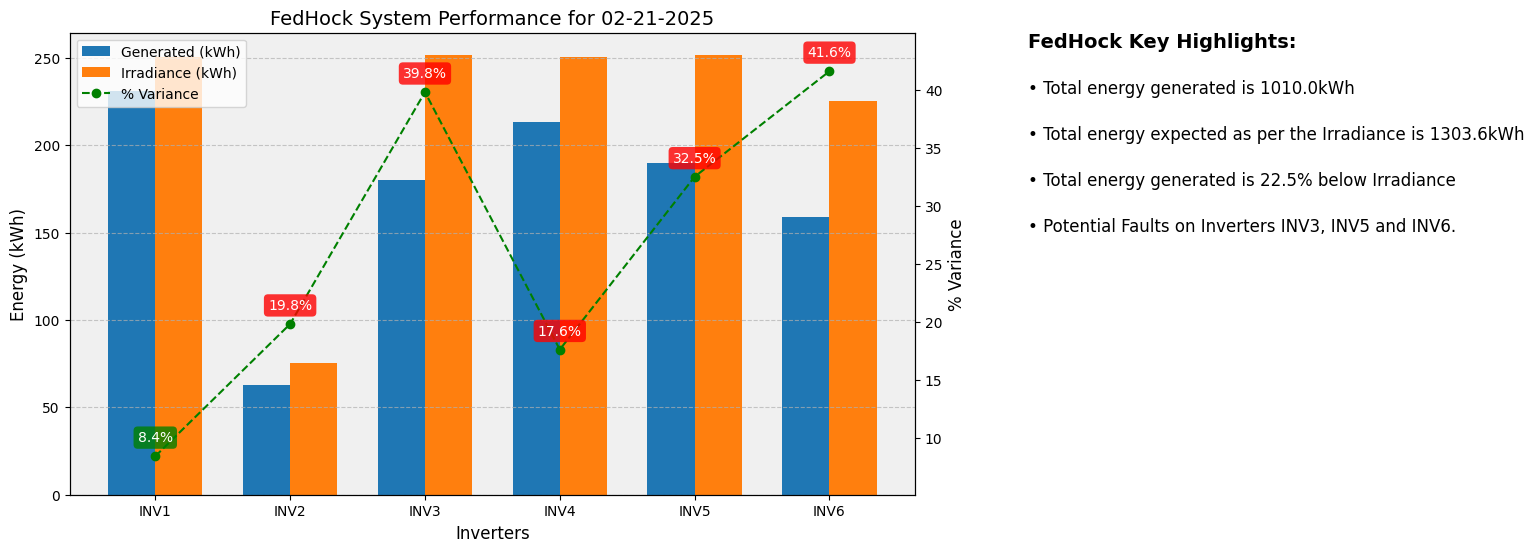 FedHock System Performance for 02-21-2025
Generated (kWh)
Irradiance (kWh)
% Variance
Energy (kWh)
250
200
150
100
50
0
8.4%
19.8%
39.8%
17.6%
32.5%
41.6%
40
35
30
25
20
15
10
% Variance
INV1 INV2 INV3 INV4 INV5 INV6
Inverters
FedHock Key Highlights:
• Total energy generated is 1010.0kWh
• Total energy expected as per the Irradiance is 1303.6kWh
• Total energy generated is 22.5% below Irradiance
• Potential Faults on Inverters INV3, INV5 and INV6.